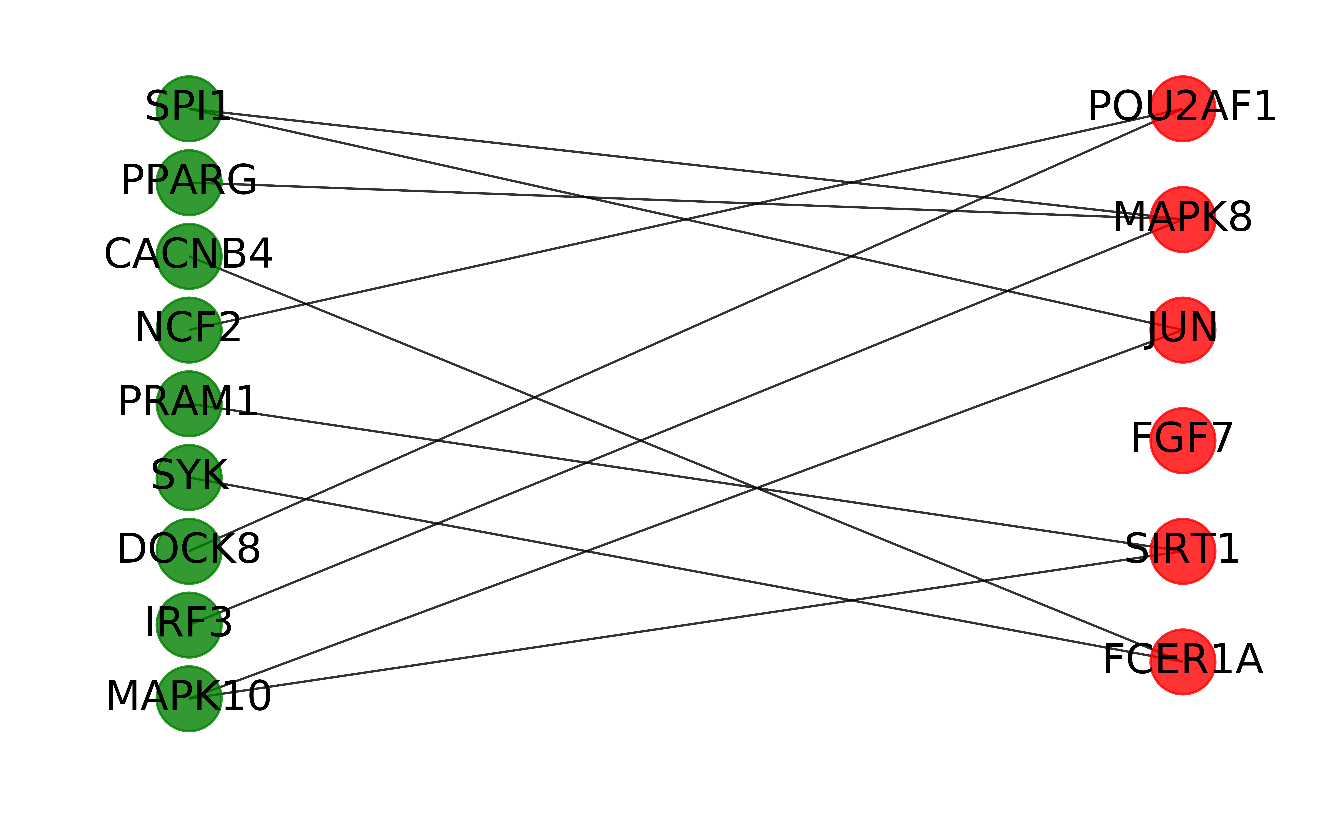 SPI1
PPARG
CACNB4
NCF2
PRAM1
SYK
DOCK8
IRF3
MAPK10
POU2AF1
MAPK8
JUN
FGF7
SIRT1
FCER1A